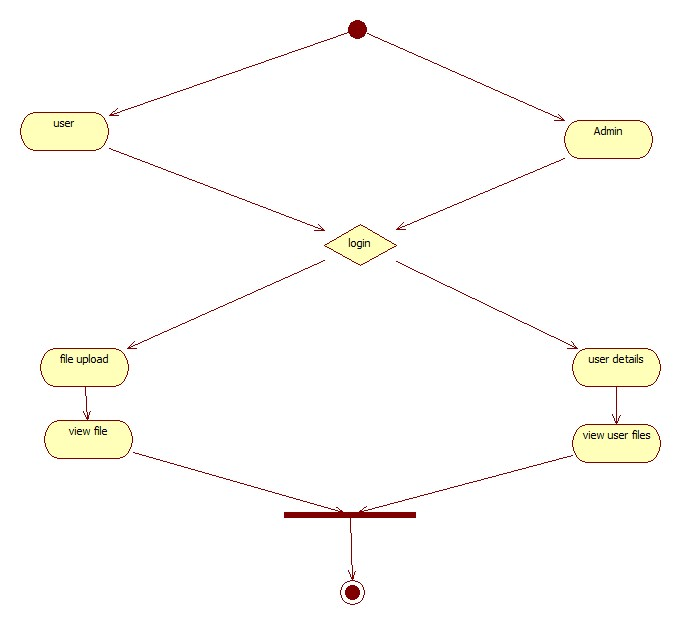 user
Admin
login
file upload
user details
view file
view user files